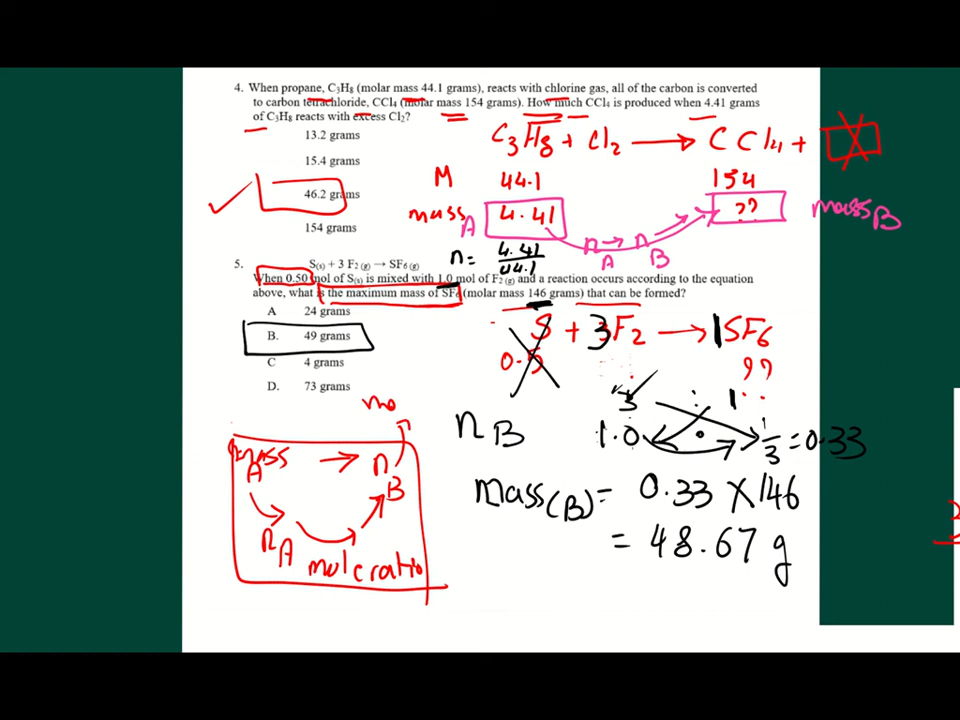 4. When propane, C₃H₈ (molar mass 44.1 grams), reacts with chlorine gas, all of the carbon is converted
to carbon tetrachloride, CCl₄ (molar mass 154 grams). How much CCl₄ is produced when 4.41 grams
of C₃H₈ reacts with excess Cl₂?
13.2 grams
15.4 grams
46.2 grams
154 grams
C₃H₈ + Cl₂ → CCl₄ +
M 44.1 154
mass A 4.41 ?? mass B
n A → n B
n = 4.41/44.1
5. S(s) + 3 F₂(g) → SF₆(g)
When 0.50 mol of S(s) is mixed with 1.0 mol of F₂(g) and a reaction occurs according to the equation
above, what is the maximum mass of SF₆ (molar mass 146 grams) that can be formed?
A 24 grams
B. 49 grams
C 4 grams
D. 73 grams
S + 3F₂ → 1SF₆
0.5 ??
3 : 1
n B 1.0 1/3 = 0.33
mass(B) = 0.33 × 146
= 48.67 g
mo
mass A → n B
n A mole ratio